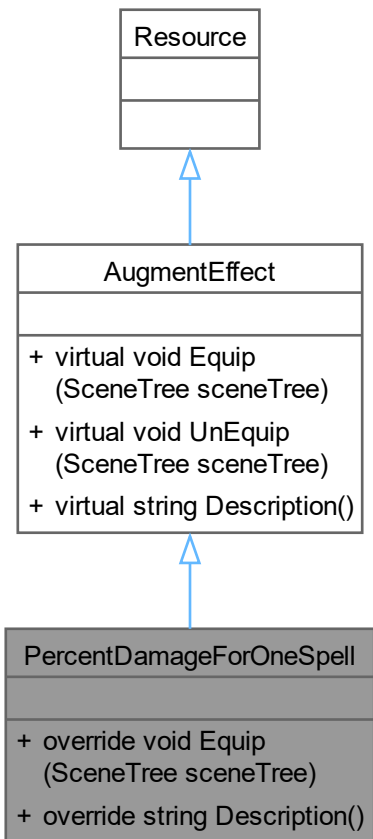 Resource
AugmentEffect
+ virtual void Equip
(SceneTree sceneTree)
+ virtual void UnEquip
(SceneTree sceneTree)
+ virtual string Description()
PercentDamageForOneSpell
+ override void Equip
(SceneTree sceneTree)
+ override string Description()